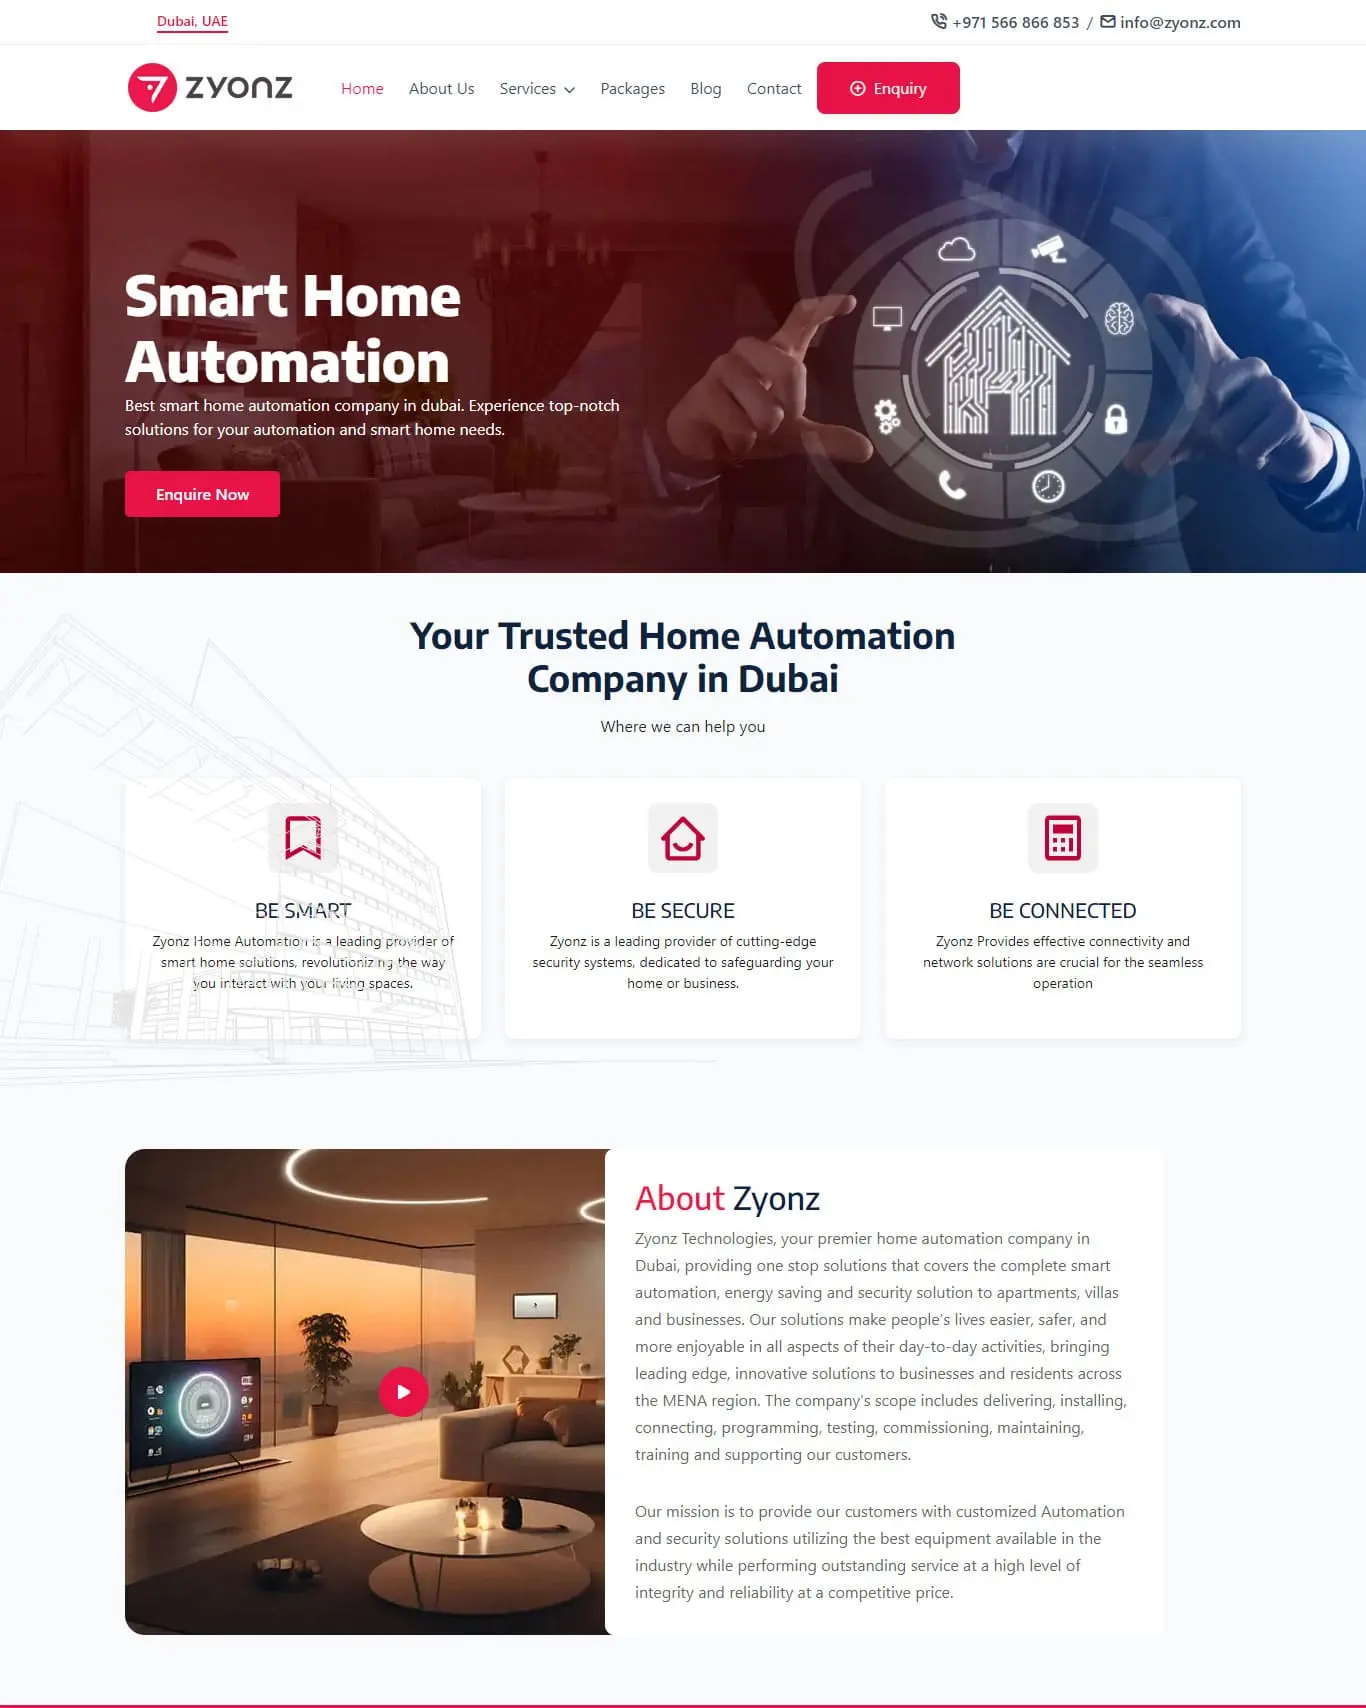 Dubai, UAE
+971 566 866 853 / info@zyonz.com
zyonz
Home About Us Services Packages Blog Contact Enquiry
Smart Home
Automation
Best smart home automation company in dubai. Experience top-notch
solutions for your automation and smart home needs.
Enquire Now
Your Trusted Home Automation
Company in Dubai
Where we can help you
BE SMART
Zyonz Home Automation is a leading provider of
smart home solutions, revolutionizing the way
you interact with your living spaces.
BE SECURE
Zyonz is a leading provider of cutting-edge
security systems, dedicated to safeguarding your
home or business.
BE CONNECTED
Zyonz Provides effective connectivity and
network solutions are crucial for the seamless
operation
About Zyonz
Zyonz Technologies, your premier home automation company in
Dubai, providing one stop solutions that covers the complete smart
automation, energy saving and security solution to apartments, villas
and businesses. Our solutions make people's lives easier, safer, and
more enjoyable in all aspects of their day-to-day activities, bringing
leading edge, innovative solutions to businesses and residents across
the MENA region. The company's scope includes delivering, installing,
connecting, programming, testing, commissioning, maintaining,
training and supporting our customers.
Our mission is to provide our customers with customized Automation
and security solutions utilizing the best equipment available in the
industry while performing outstanding service at a high level of
integrity and reliability at a competitive price.